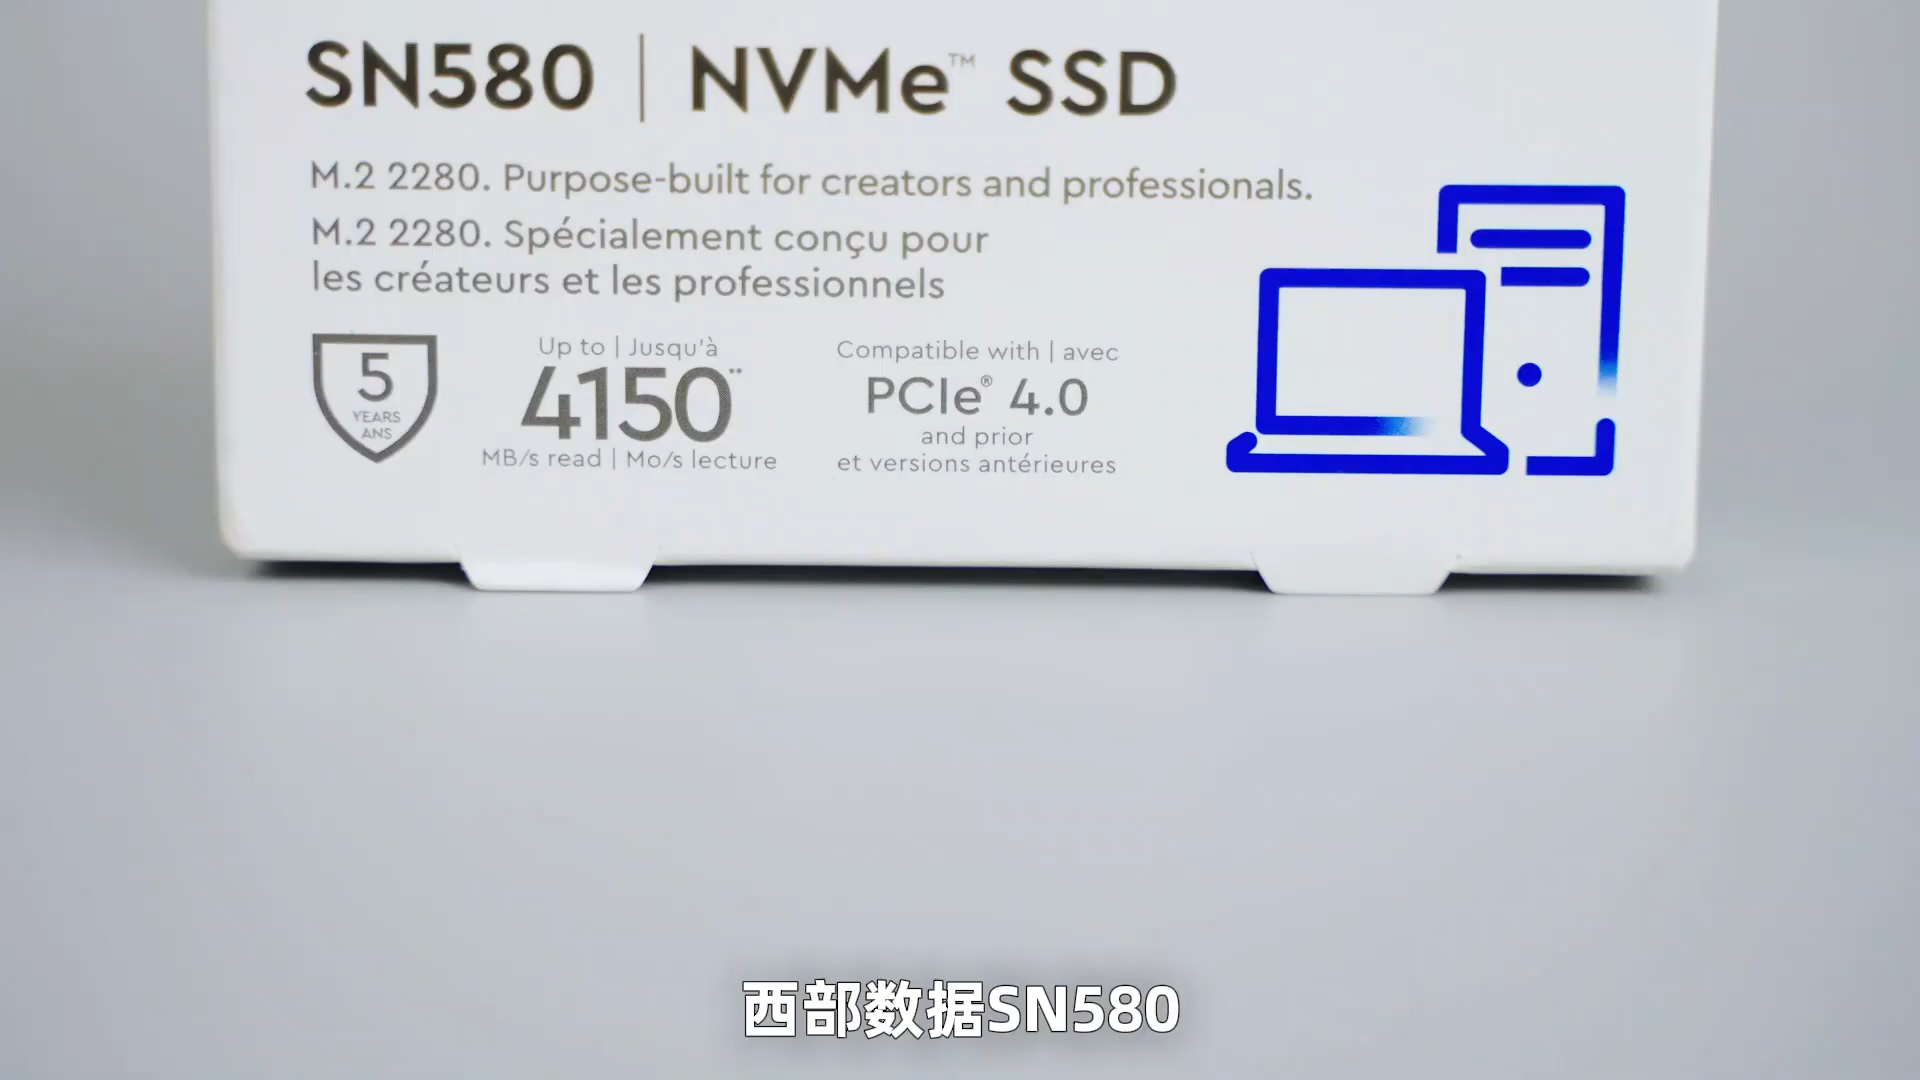 SN580 | NVMe™ SSD
M.2 2280. Purpose-built for creators and professionals.
M.2 2280. Spécialement conçu pour
les créateurs et les professionnels
5
YEARS
ANS
Up to | Jusqu'à
4150**
MB/s read | Mo/s lecture
Compatible with | avec
PCIe® 4.0
and prior
et versions antérieures
西部数据SN580